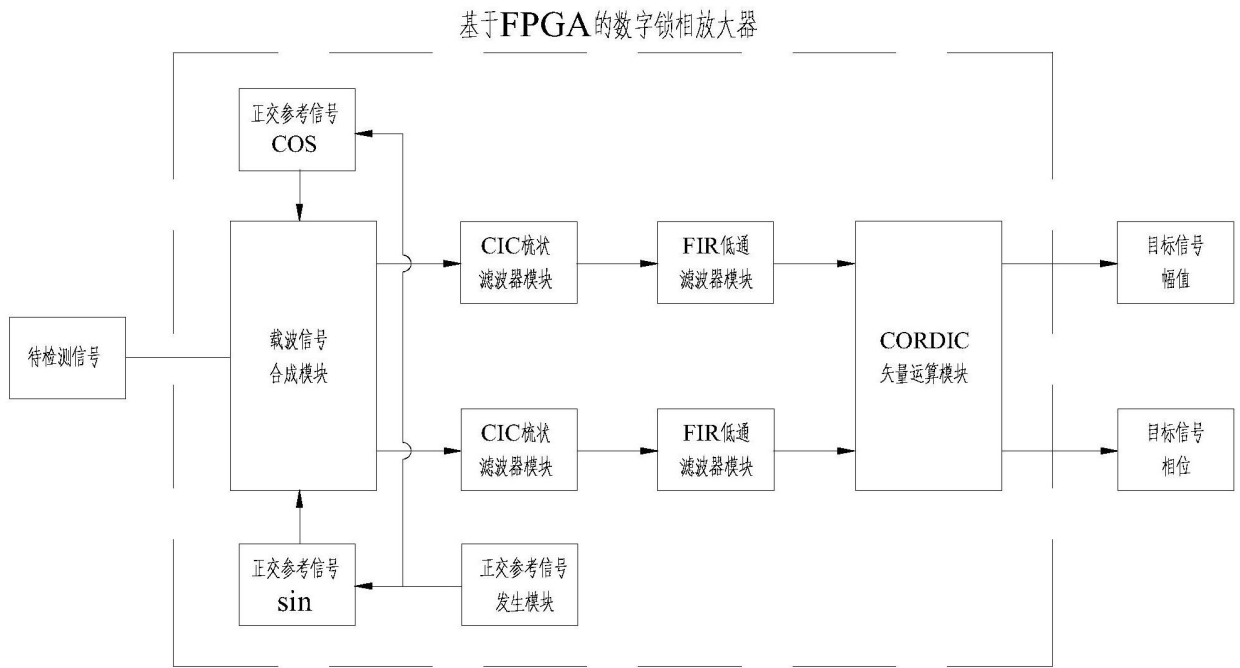 基于FPGA的数字锁相放大器
正交参考信号
COS
CIC梳状
滤波器模块
FIR低通
滤波器模块
目标信号
幅值
待检测信号
载波信号
合成模块
CORDIC
矢量运算模块
CIC梳状
滤波器模块
FIR低通
滤波器模块
目标信号
相位
正交参考信号
sin
正交参考信号
发生模块